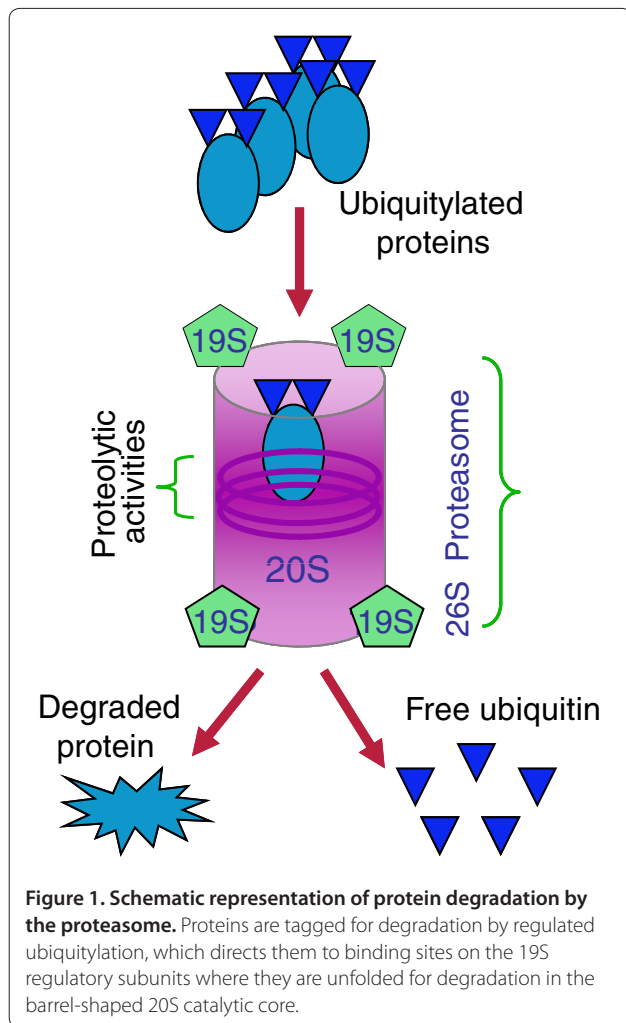 Ubiquitylated
proteins
19S 19S
Proteolytic
activities
20S
26S Proteasome
19S 19S
Degraded
protein
Free ubiquitin
Figure 1. Schematic representation of protein degradation by
the proteasome. Proteins are tagged for degradation by regulated
ubiquitylation, which directs them to binding sites on the 19S
regulatory subunits where they are unfolded for degradation in the
barrel-shaped 20S catalytic core.